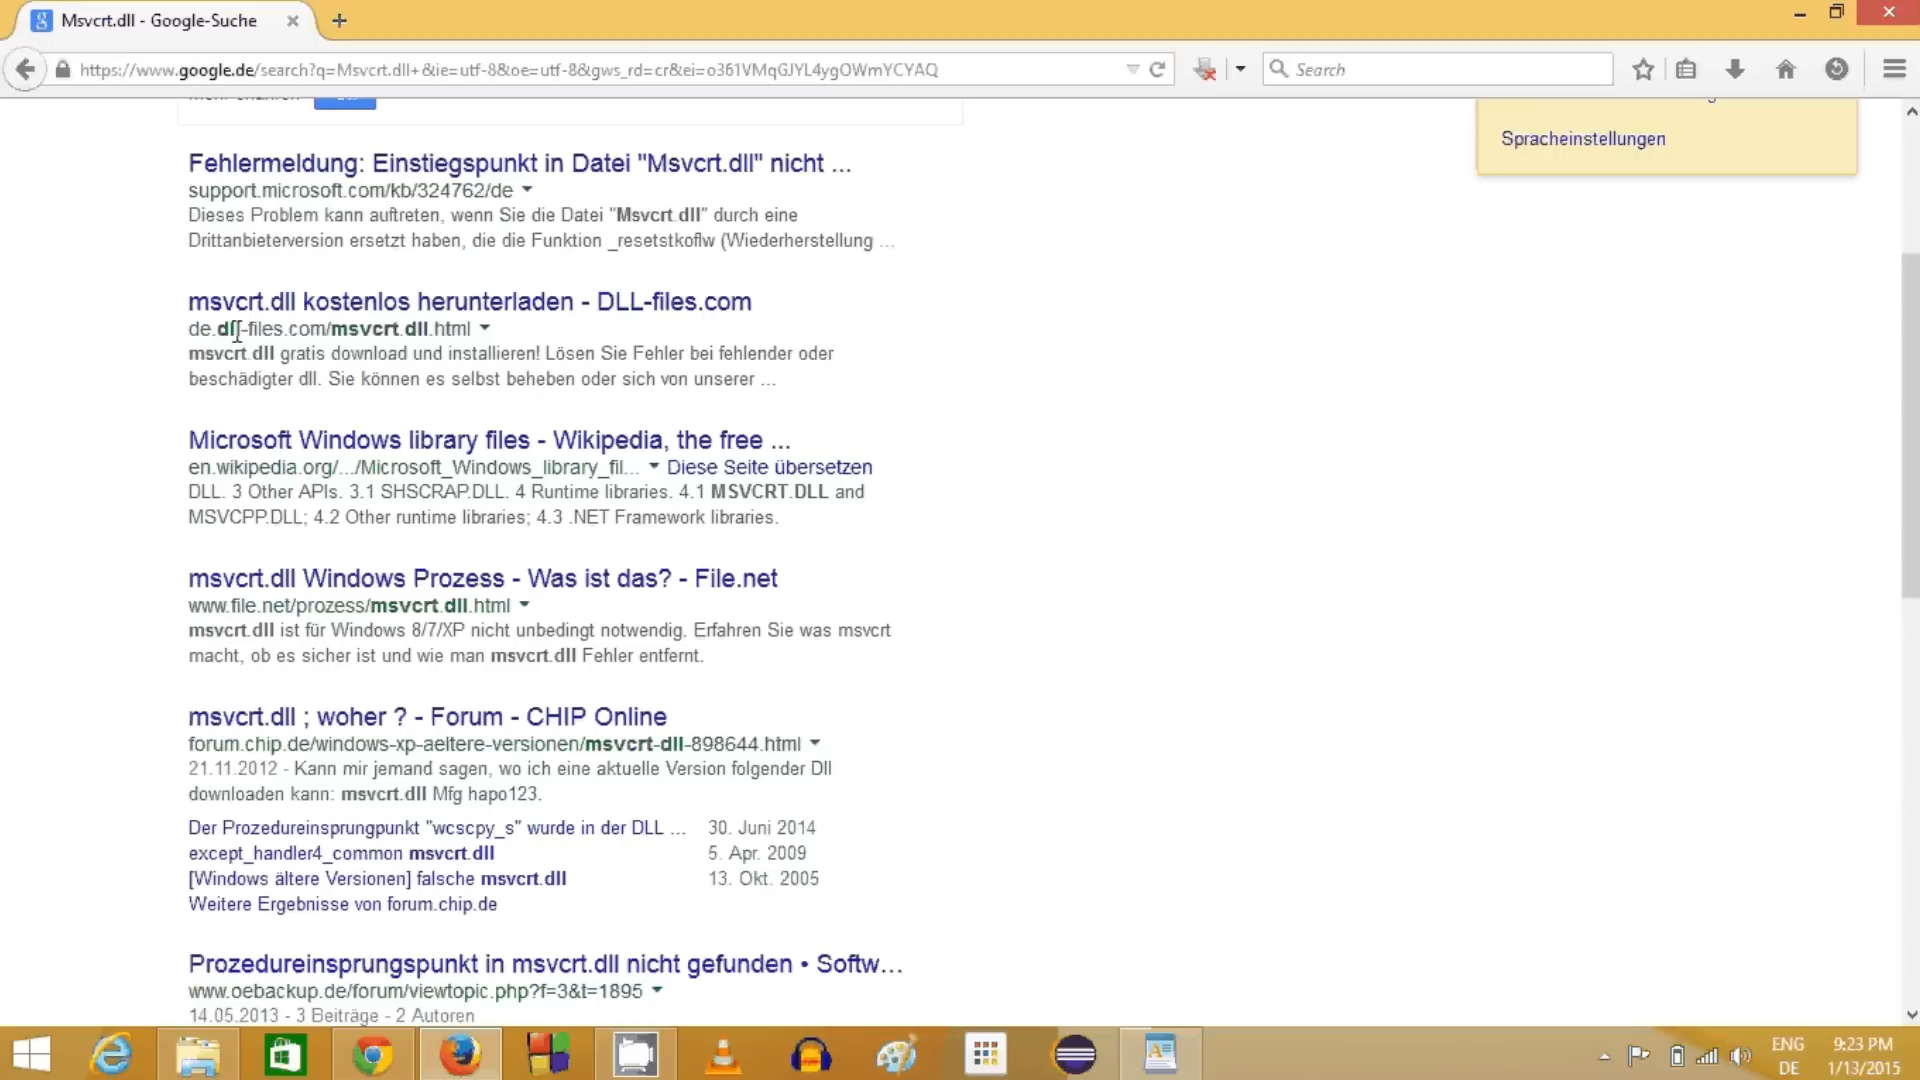 Msvcrt.dll - Google-Suche
https://www.google.de/search?q=Msvcrt.dll+&ie=utf-8&oe=utf-8&gws_rd=cr&ei=o361VMqGJYL4ygOWmYCYAQ
Search
Spracheinstellungen
Fehlermeldung: Einstiegspunkt in Datei "Msvcrt.dll" nicht ...
support.microsoft.com/kb/324762/de
Dieses Problem kann auftreten, wenn Sie die Datei "Msvcrt.dll" durch eine
Drittanbieterversion ersetzt haben, die die Funktion _resetstkoflw (Wiederherstellung ...
msvcrt.dll kostenlos herunterladen - DLL-files.com
de.dll-files.com/msvcrt.dll.html
msvcrt.dll gratis download und installieren! Lösen Sie Fehler bei fehlender oder
beschädigter dll. Sie können es selbst beheben oder sich von unserer ...
Microsoft Windows library files - Wikipedia, the free ...
en.wikipedia.org/.../Microsoft_Windows_library_fil... Diese Seite übersetzen
DLL. 3 Other APIs. 3.1 SHSCRAP.DLL. 4 Runtime libraries. 4.1 MSVCRT.DLL and
MSVCPP.DLL; 4.2 Other runtime libraries; 4.3 .NET Framework libraries.
msvcrt.dll Windows Prozess - Was ist das? - File.net
www.file.net/prozess/msvcrt.dll.html
msvcrt.dll ist für Windows 8/7/XP nicht unbedingt notwendig. Erfahren Sie was msvcrt
macht, ob es sicher ist und wie man msvcrt.dll Fehler entfernt.
msvcrt.dll ; woher ? - Forum - CHIP Online
forum.chip.de/windows-xp-aeltere-versionen/msvcrt-dll-898644.html
21.11.2012 - Kann mir jemand sagen, wo ich eine aktuelle Version folgender Dll
downloaden kann: msvcrt.dll Mfg hapo123.
Der Prozedureinsprungpunkt "wcscpy_s" wurde in der DLL ... 30. Juni 2014
except_handler4_common msvcrt.dll 5. Apr. 2009
[Windows ältere Versionen] falsche msvcrt.dll 13. Okt. 2005
Weitere Ergebnisse von forum.chip.de
Prozedureinsprungspunkt in msvcrt.dll nicht gefunden • Softw...
www.oebackup.de/forum/viewtopic.php?f=3&t=1895
14.05.2013 - 3 Beiträge - 2 Autoren
ENG 9:23 PM
DE 1/13/2015